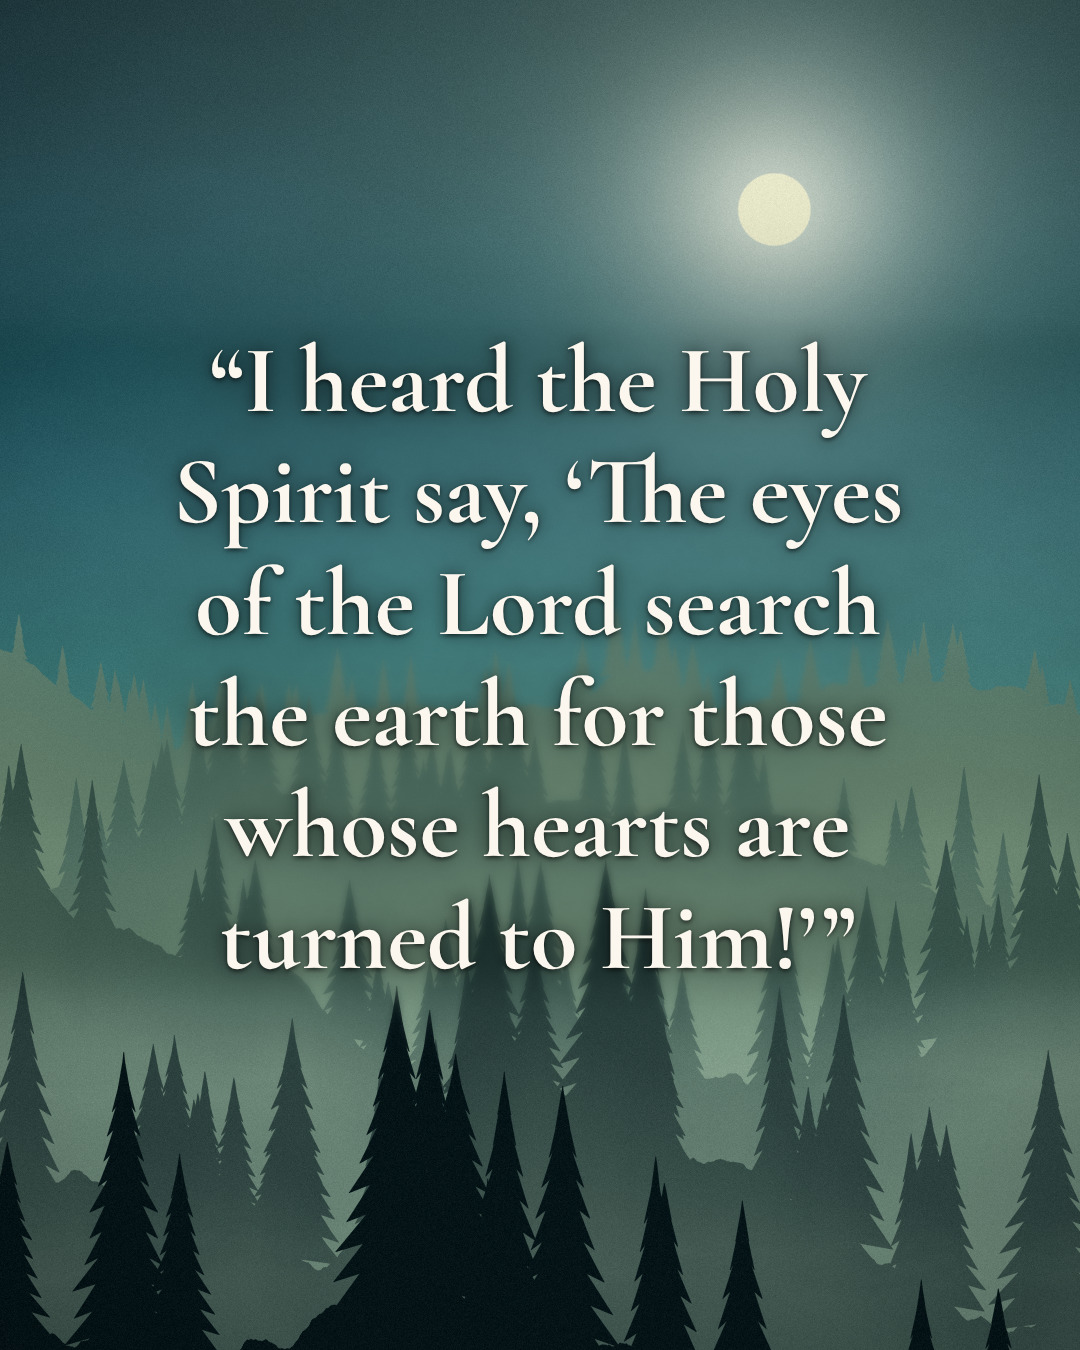 “I heard the Holy
Spirit say, ‘The eyes
of the Lord search
the earth for those
whose hearts are
turned to Him!’”